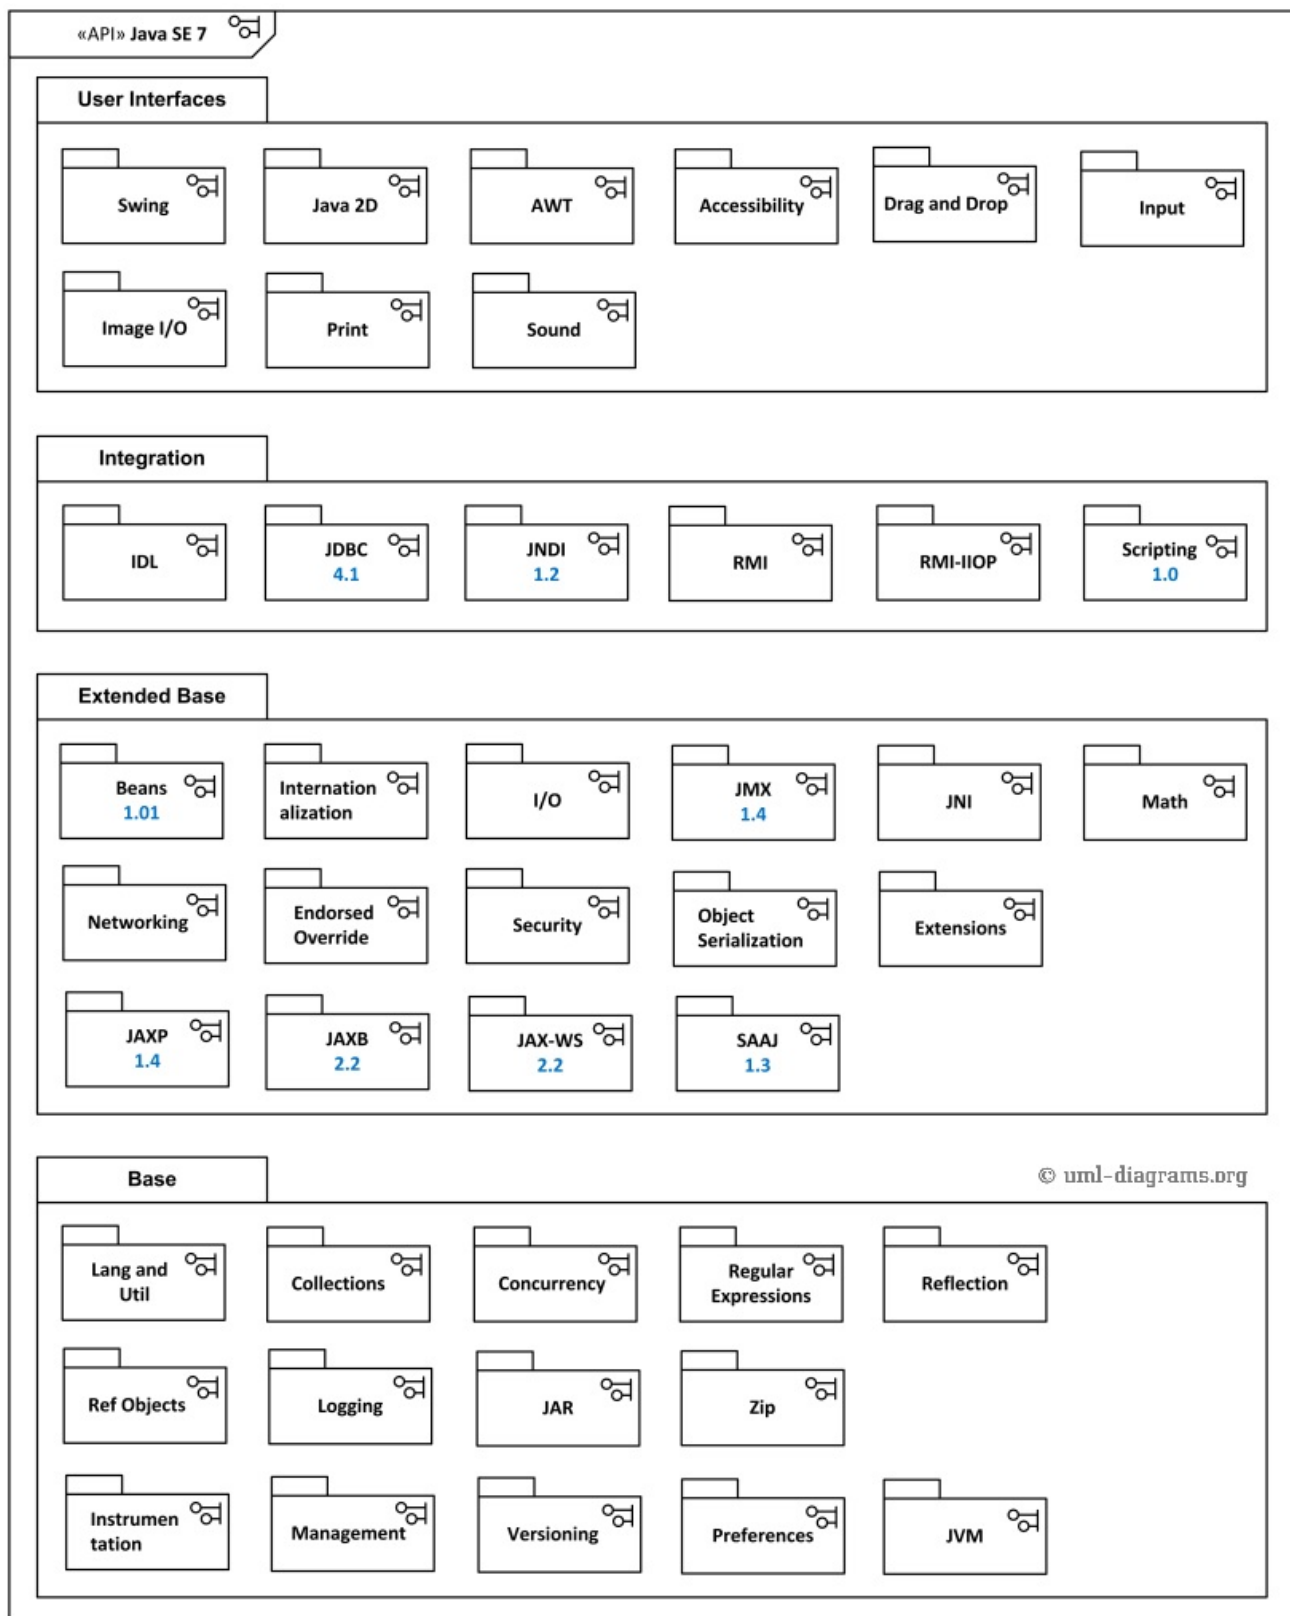 «API» Java SE 7
User Interfaces
Swing
Java 2D
AWT
Accessibility
Drag and Drop
Input
Image I/O
Print
Sound
Integration
IDL
JDBC
4.1
JNDI
1.2
RMI
RMI-IIOP
Scripting
1.0
Extended Base
Beans
1.01
Internation
alization
I/O
JMX
1.4
JNI
Math
Networking
Endorsed
Override
Security
Object
Serialization
Extensions
JAXP
1.4
JAXB
2.2
JAX-WS
2.2
SAAJ
1.3
Base
© uml-diagrams.org
Lang and
Util
Collections
Concurrency
Regular
Expressions
Reflection
Ref Objects
Logging
JAR
Zip
Instrumen
tation
Management
Versioning
Preferences
JVM